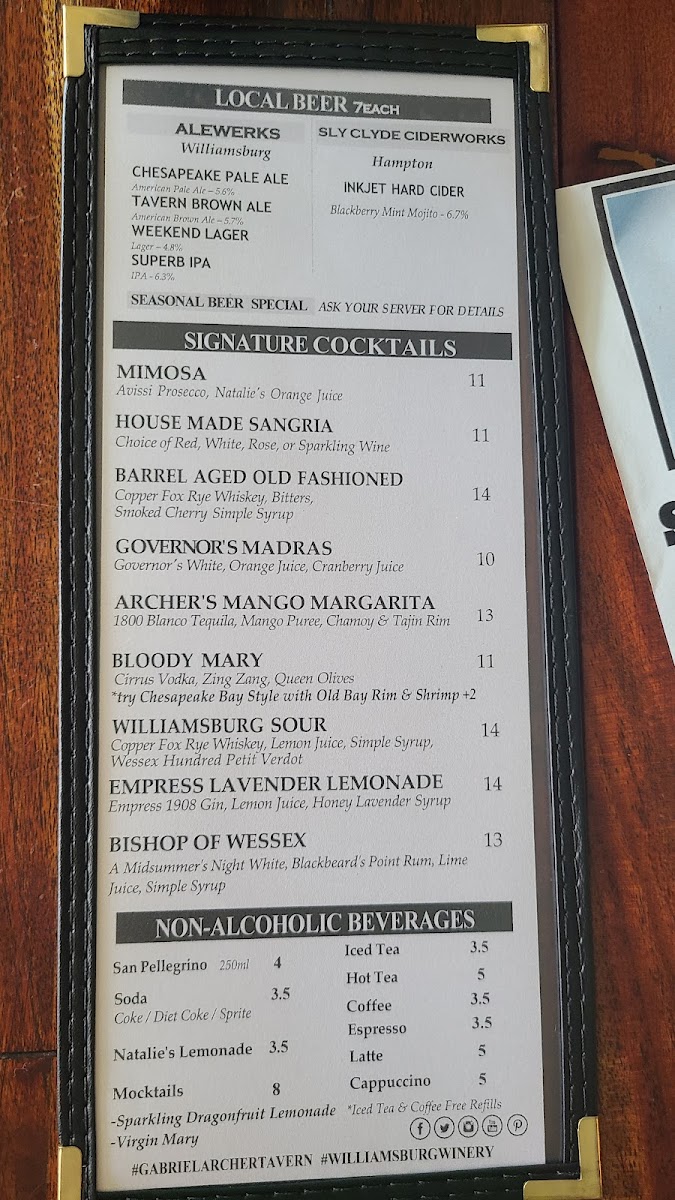 LOCAL BEER 7EACH
ALEWERKS
Williamsburg
CHESAPEAKE PALE ALE
American Pale Ale – 5.6%
TAVERN BROWN ALE
American Brown Ale – 5.7%
WEEKEND LAGER
Lager – 4.8%
SUPERB IPA
IPA - 6.3%
SLY CLYDE CIDERWORKS
Hampton
INKJET HARD CIDER
Blackberry Mint Mojito - 6.7%
SEASONAL BEER SPECIAL ASK YOUR SERVER FOR DETAILS
SIGNATURE COCKTAILS
MIMOSA 11
Avissi Prosecco, Natalie's Orange Juice
HOUSE MADE SANGRIA 11
Choice of Red, White, Rose, or Sparkling Wine
BARREL AGED OLD FASHIONED 14
Copper Fox Rye Whiskey, Bitters,
Smoked Cherry Simple Syrup
GOVERNOR'S MADRAS 10
Governor's White, Orange Juice, Cranberry Juice
ARCHER'S MANGO MARGARITA 13
1800 Blanco Tequila, Mango Puree, Chamoy & Tajin Rim
BLOODY MARY 11
Cirrus Vodka, Zing Zang, Queen Olives
*try Chesapeake Bay Style with Old Bay Rim & Shrimp +2
WILLIAMSBURG SOUR 14
Copper Fox Rye Whiskey, Lemon Juice, Simple Syrup,
Wessex Hundred Petit Verdot
EMPRESS LAVENDER LEMONADE 14
Empress 1908 Gin, Lemon Juice, Honey Lavender Syrup
BISHOP OF WESSEX 13
A Midsummer's Night White, Blackbeard's Point Rum, Lime
Juice, Simple Syrup
NON-ALCOHOLIC BEVERAGES
San Pellegrino 250ml 4
Soda 3.5
Coke / Diet Coke / Sprite
Natalie's Lemonade 3.5
Mocktails 8
-Sparkling Dragonfruit Lemonade
-Virgin Mary
Iced Tea 3.5
Hot Tea 5
Coffee 3.5
Espresso 3.5
Latte 5
Cappuccino 5
*Iced Tea & Coffee Free Refills
#GABRIELARCHERTAVERN #WILLIAMSBURGWINERY